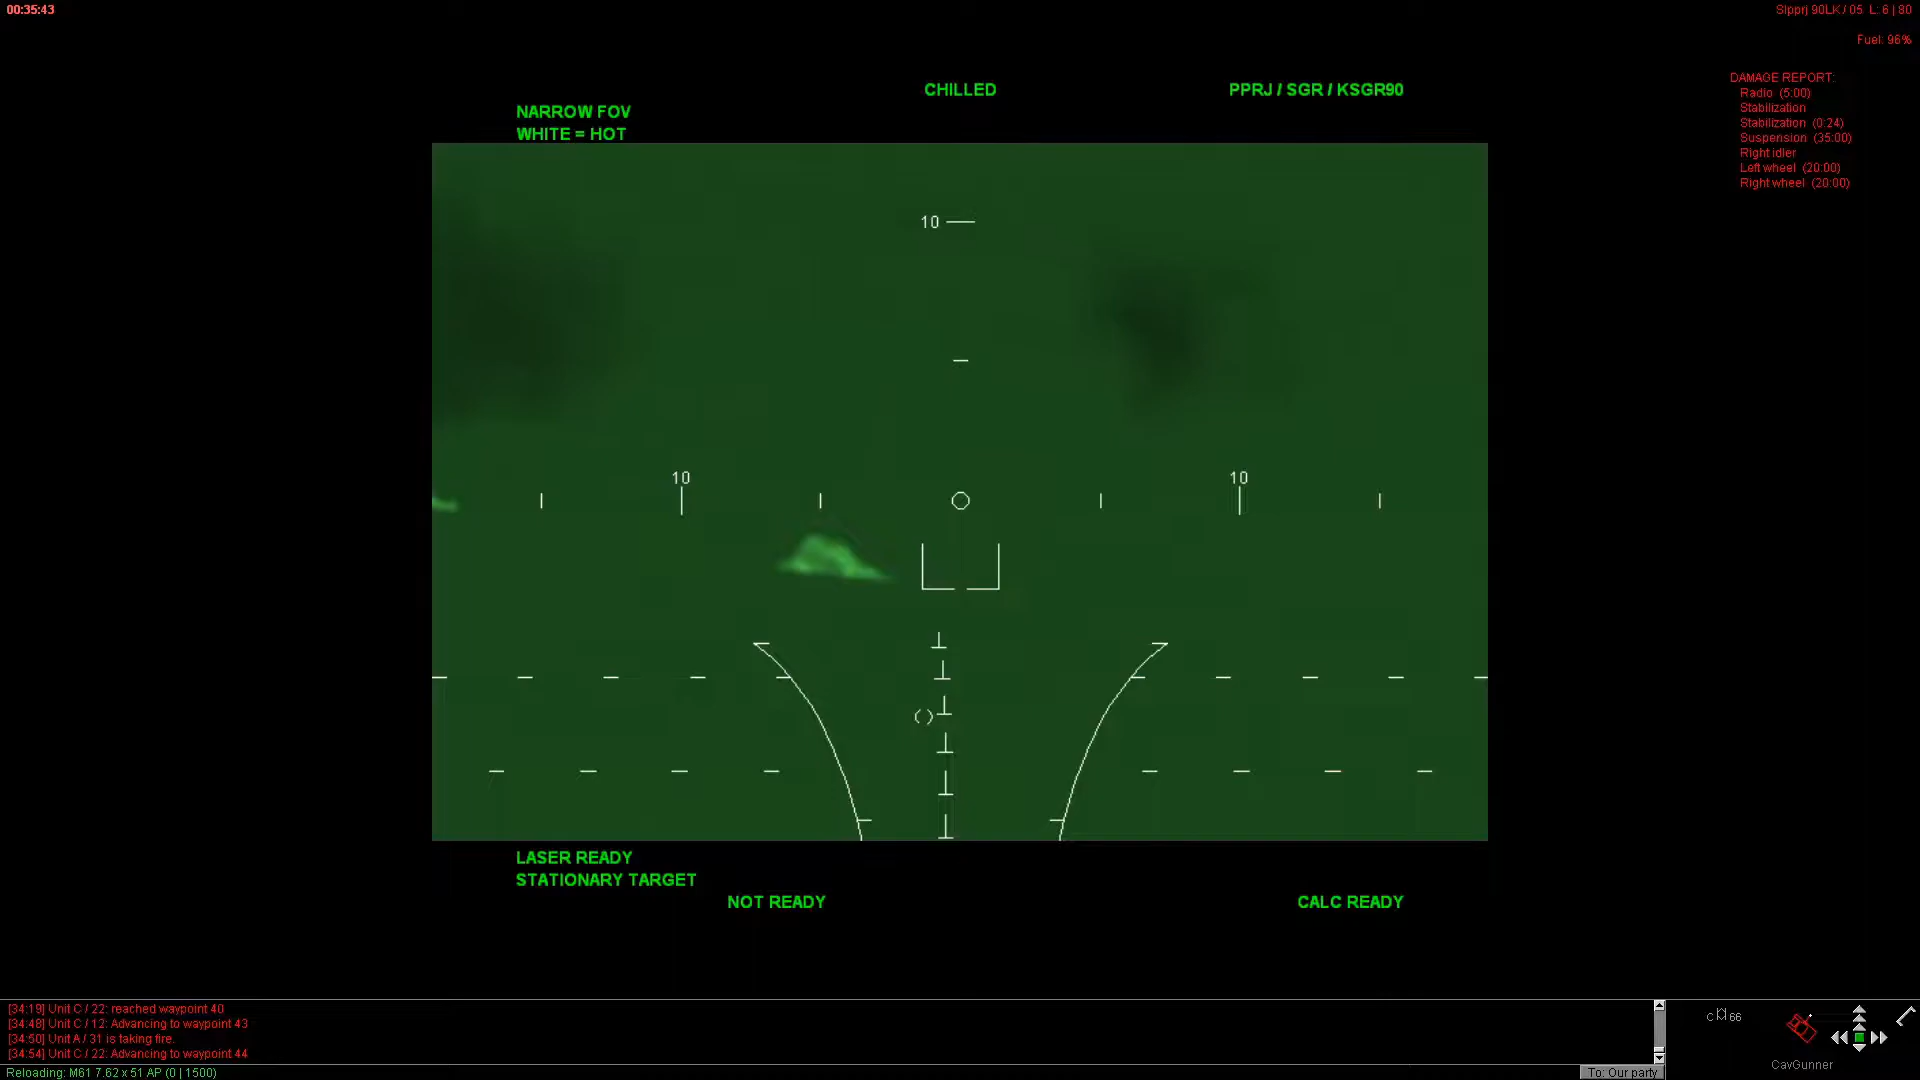 00:35:43
Slpprj 90LK / 05 L: 6 | 80
Fuel: 96%
DAMAGE REPORT:
Radio (5:00)
Stabilization
Stabilization (0:24)
Suspension (35:00)
Right idler
Left wheel (20:00)
Right wheel (20:00)
CHILLED
PPRJ / SGR / KSGR90
NARROW FOV
WHITE = HOT
10
10
10
LASER READY
STATIONARY TARGET
NOT READY
CALC READY
[34:19] Unit C / 22: reached waypoint 40
[34:48] Unit C / 12: Advancing to waypoint 43
[34:50] Unit A / 31 is taking fire.
[34:54] Unit C / 22: Advancing to waypoint 44
Reloading: M61 7.62 x 51 AP (0 | 1500)
To: Our party
66
CavGunner